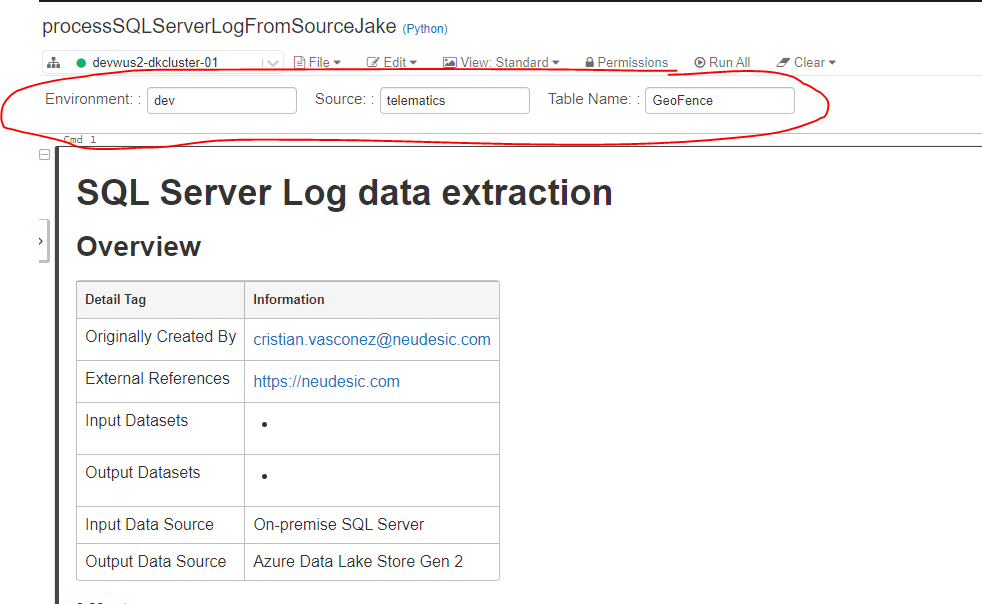 processSQLServerLogFromSourceJake (Python)
devwus2-dkcluster-01 File Edit View: Standard Permissions Run All Clear
Environment: : dev Source: : telematics Table Name: : GeoFence
Cmd 1
SQL Server Log data extraction
Overview
Detail Tag Information
Originally Created By cristian.vasconez@neudesic.com
External References https://neudesic.com
Input Datasets •
Output Datasets •
Input Data Source On-premise SQL Server
Output Data Source Azure Data Lake Store Gen 2